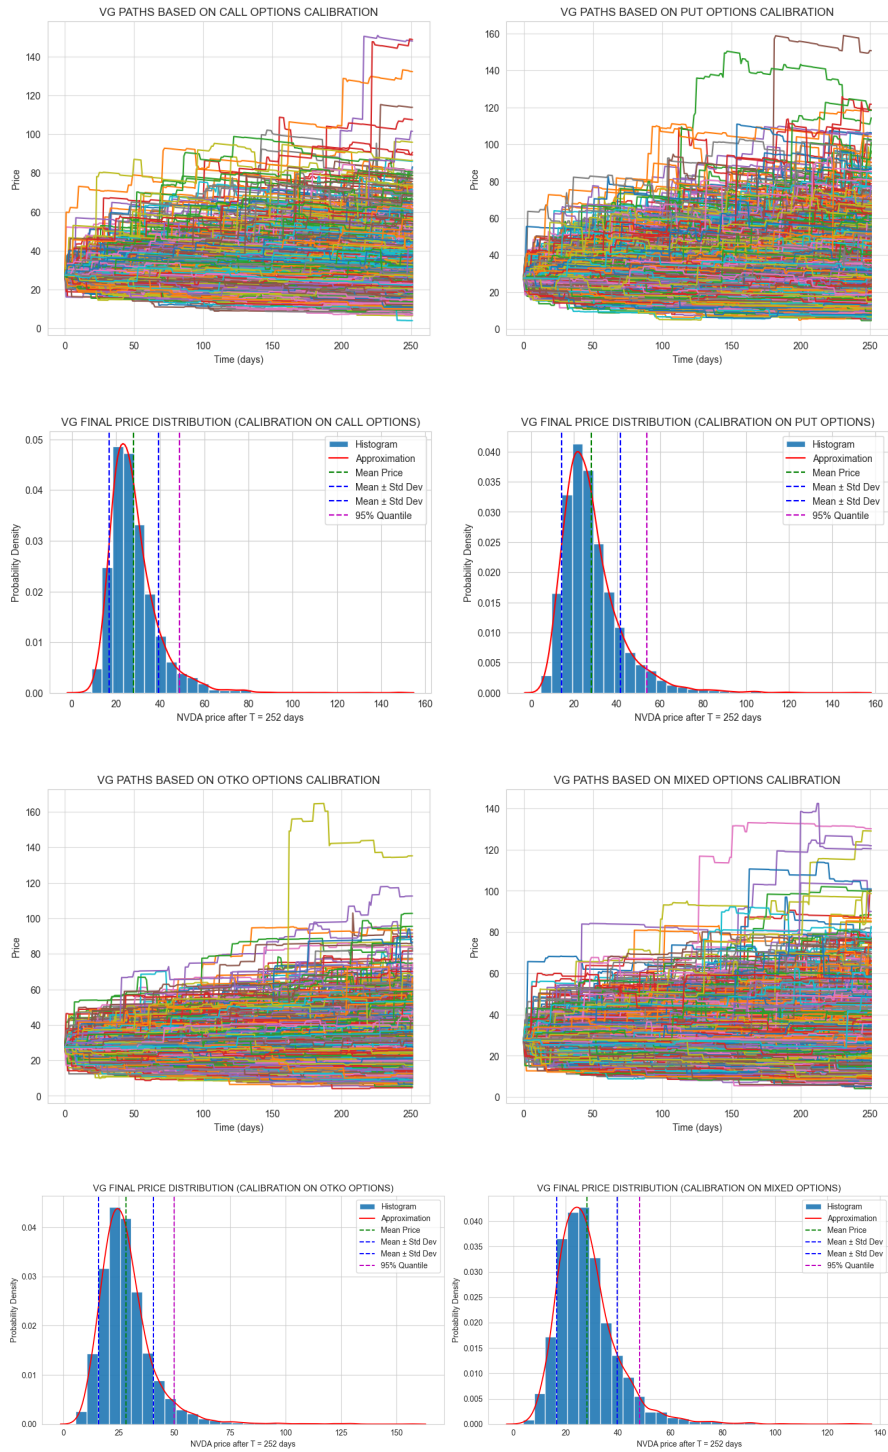 VG PATHS BASED ON CALL OPTIONS CALIBRATION
140
120
100
80
60
40
20
0
Price
0 50 100 150 200 250
Time (days)
VG PATHS BASED ON PUT OPTIONS CALIBRATION
160
140
120
100
80
60
40
20
0
Price
0 50 100 150 200 250
Time (days)
VG FINAL PRICE DISTRIBUTION (CALIBRATION ON CALL OPTIONS)
0.05
0.04
0.03
0.02
0.01
0.00
Probability Density
Histogram
Approximation
Mean Price
Mean ± Std Dev
Mean ± Std Dev
95% Quantile
0 20 40 60 80 100 120 140 160
NVDA price after T = 252 days
VG FINAL PRICE DISTRIBUTION (CALIBRATION ON PUT OPTIONS)
0.040
0.035
0.030
0.025
0.020
0.015
0.010
0.005
0.000
Probability Density
Histogram
Approximation
Mean Price
Mean ± Std Dev
Mean ± Std Dev
95% Quantile
0 20 40 60 80 100 120 140 160
NVDA price after T = 252 days
VG PATHS BASED ON OTKO OPTIONS CALIBRATION
160
140
120
100
80
60
40
20
0
Price
0 50 100 150 200 250
Time (days)
VG PATHS BASED ON MIXED OPTIONS CALIBRATION
140
120
100
80
60
40
20
0
Price
0 50 100 150 200 250
Time (days)
VG FINAL PRICE DISTRIBUTION (CALIBRATION ON OTKO OPTIONS)
0.04
0.03
0.02
0.01
0.00
Probability Density
Histogram
Approximation
Mean Price
Mean ± Std Dev
Mean ± Std Dev
95% Quantile
0 25 50 75 100 125 150
NVDA price after T = 252 days
VG FINAL PRICE DISTRIBUTION (CALIBRATION ON MIXED OPTIONS)
0.040
0.035
0.030
0.025
0.020
0.015
0.010
0.005
0.000
Probability Density
Histogram
Approximation
Mean Price
Mean ± Std Dev
Mean ± Std Dev
95% Quantile
0 20 40 60 80 100 120 140
NVDA price after T = 252 days